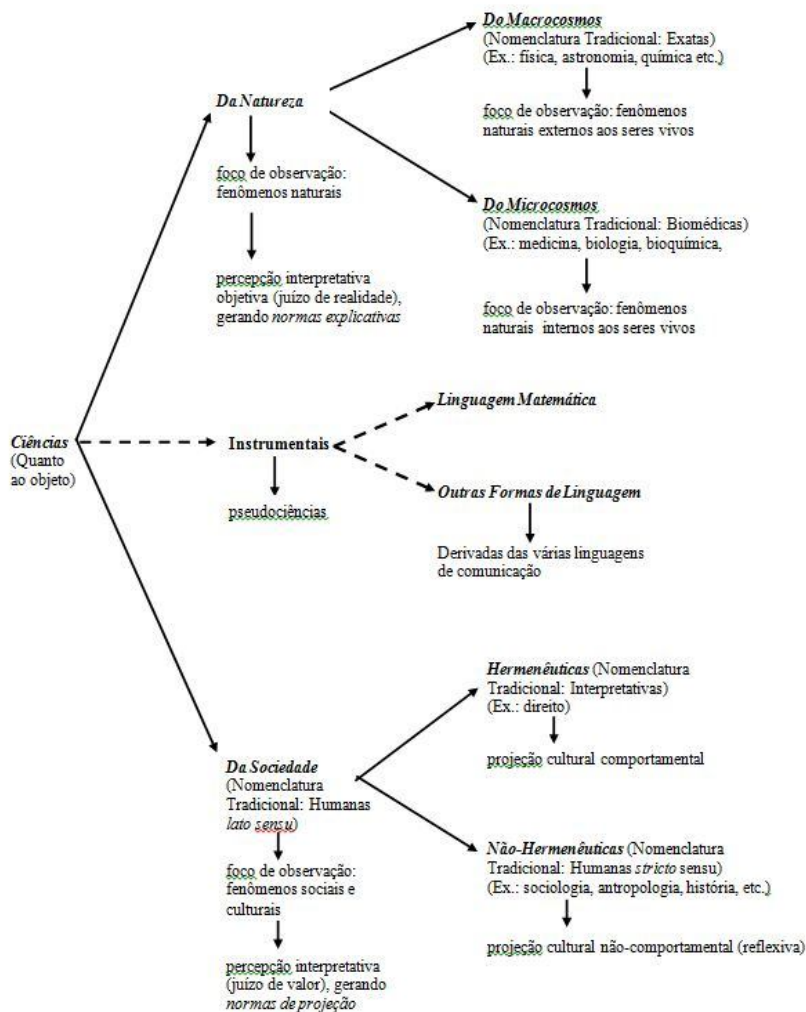 Do Macrocosmos
(Nomenclatura Tradicional: Exatas)
(Ex.: física, astronomia, química etc.)
foco de observação: fenômenos
naturais externos aos seres vivos
Da Natureza
foco de observação:
fenômenos naturais
percepção interpretativa
objetiva (juízo de realidade),
gerando normas explicativas
Do Microcosmos
(Nomenclatura Tradicional: Biomédicas)
(Ex.: medicina, biologia, bioquímica,
foco de observação: fenômenos
naturais internos aos seres vivos
Ciências
(Quanto
ao objeto)
Instrumentais
pseudociências
Linguagem Matemática
Outras Formas de Linguagem
Derivadas das várias linguagens
de comunicação
Da Sociedade
(Nomenclatura
Tradicional: Humanas
lato sensu)
foco de observação:
fenômenos sociais e
culturais
percepção interpretativa
(juízo de valor), gerando
normas de projeção
Hermenêuticas (Nomenclatura
Tradicional: Interpretativas)
(Ex.: direito)
projeção cultural comportamental
Não-Hermenêuticas (Nomenclatura
Tradicional: Humanas stricto sensu)
(Ex.: sociologia, antropologia, história, etc.)
projeção cultural não-comportamental (reflexiva)